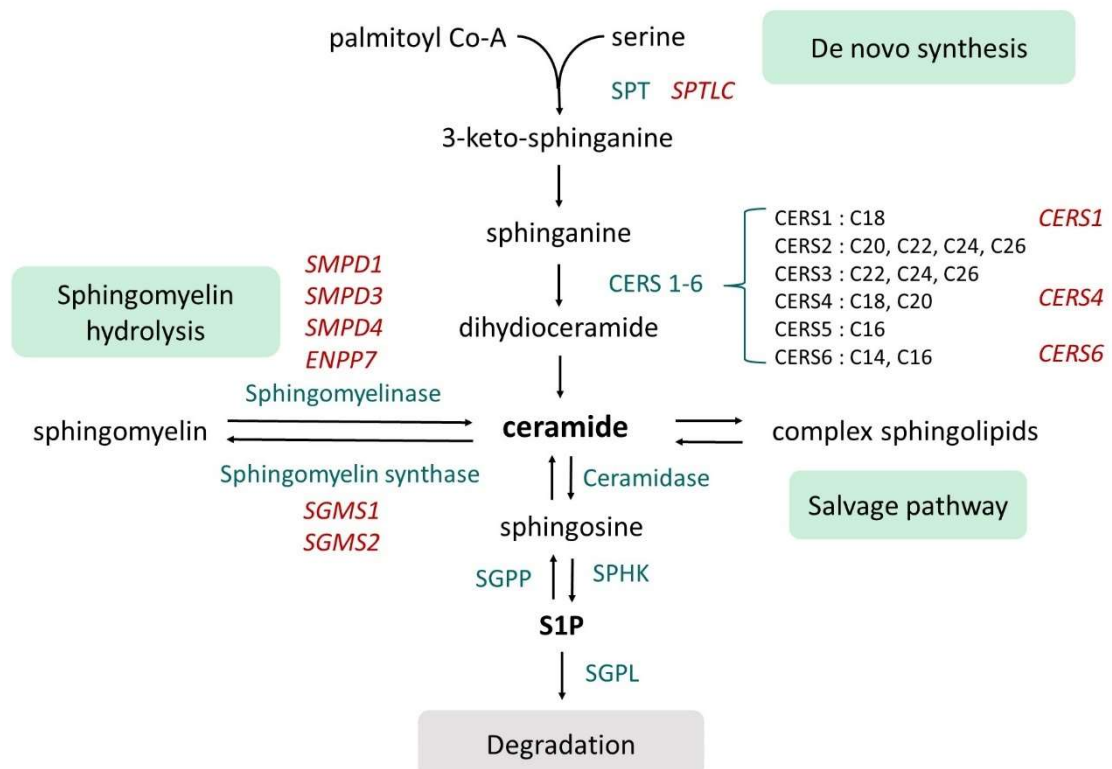 palmitoyl Co-A
serine
De novo synthesis
SPT SPTLC
3-keto-sphinganine
sphinganine
CERS 1-6
CERS1 : C18
CERS2 : C20, C22, C24, C26
CERS3 : C22, C24, C26
CERS4 : C18, C20
CERS5 : C16
CERS6 : C14, C16
CERS1
CERS4
CERS6
dihydioceramide
Sphingomyelin
hydrolysis
SMPD1
SMPD3
SMPD4
ENPP7
Sphingomyelinase
sphingomyelin
ceramide
complex sphingolipids
Sphingomyelin synthase
SGMS1
SGMS2
Ceramidase
Salvage pathway
sphingosine
SGPP
SPHK
S1P
SGPL
Degradation